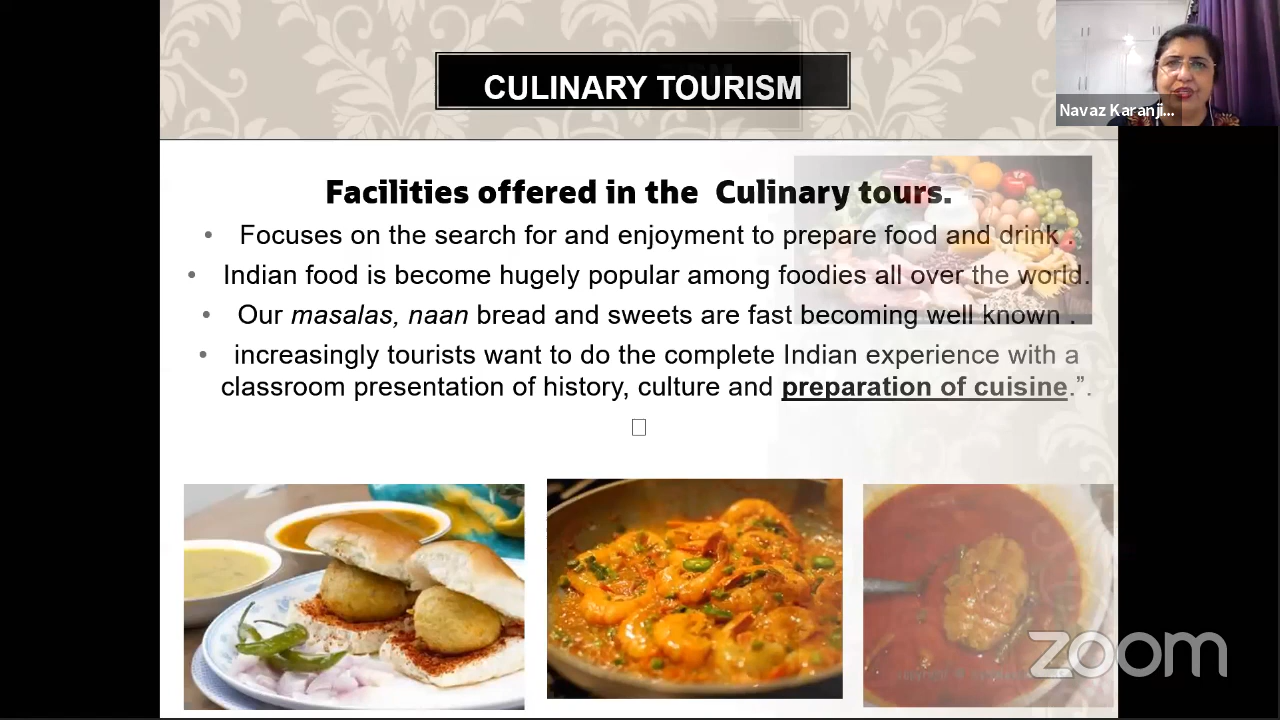 CULINARY TOURISM
Navaz Karanji...
Facilities offered in the Culinary tours.
• Focuses on the search for and enjoyment to prepare food and drink .
• Indian food is become hugely popular among foodies all over the world.
• Our masalas, naan bread and sweets are fast becoming well known .
• increasingly tourists want to do the complete Indian experience with a
classroom presentation of history, culture and preparation of cuisine.”.
zoom